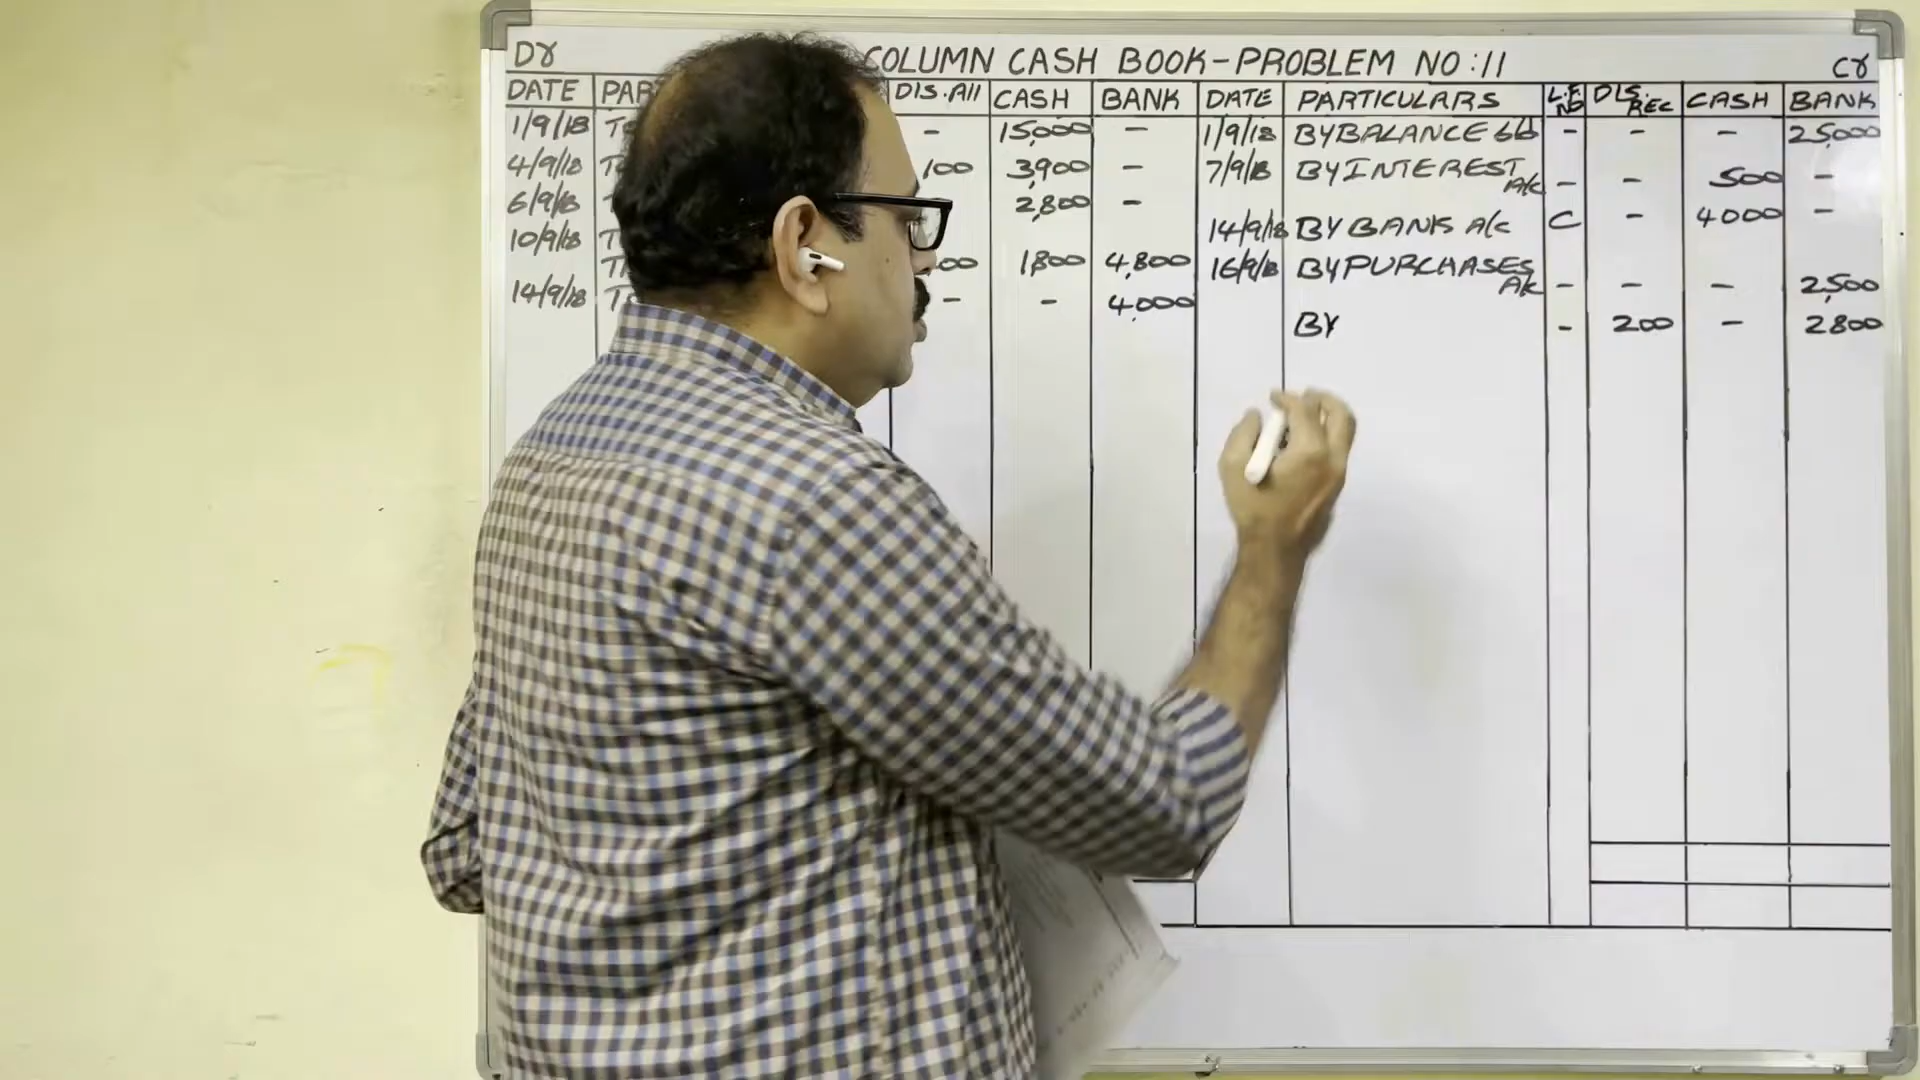 Dr COLUMN CASH BOOK-PROBLEM NO:11 Cr
DATE DIS.All CASH BANK DATE PARTICULARS L.F NO DIS.REC CASH BANK
1/9/18 - 15,000 - 1/9/18 BY BALANCE b/d - - - 25,000
4/9/18 100 3,900 - 7/9/18 BY INTEREST
A/c - - 500 -
6/9/18 2,800 -
14/9/18 BY BANK A/c C - 4000 -
10/9/18
1800 4,800 16/9/18 BY PURCHASES
A/c - - - 2,500
14/9/18 - - 4,000
BY - 200 - 2800